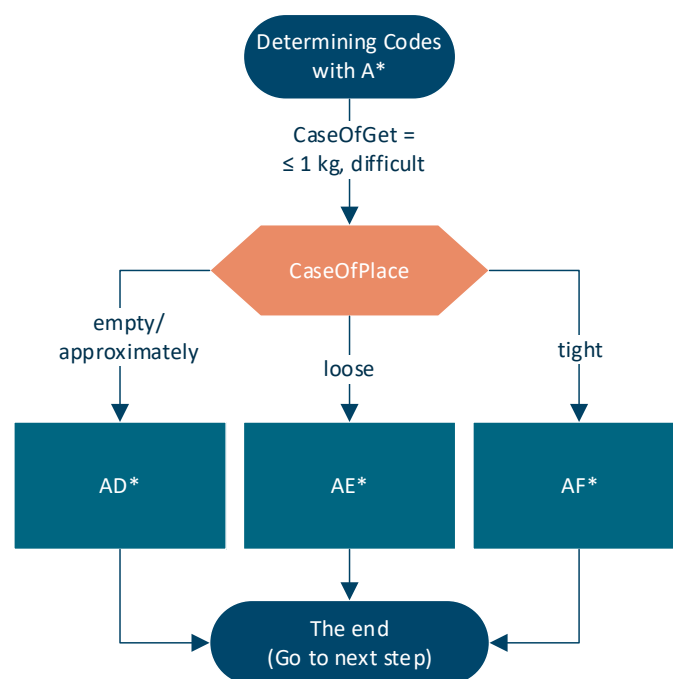 Determining Codes
with A*
CaseOfGet =
≤ 1 kg, difficult
CaseOfPlace
empty/
approximately
loose
tight
AD*
AE*
AF*
The end
(Go to next step)